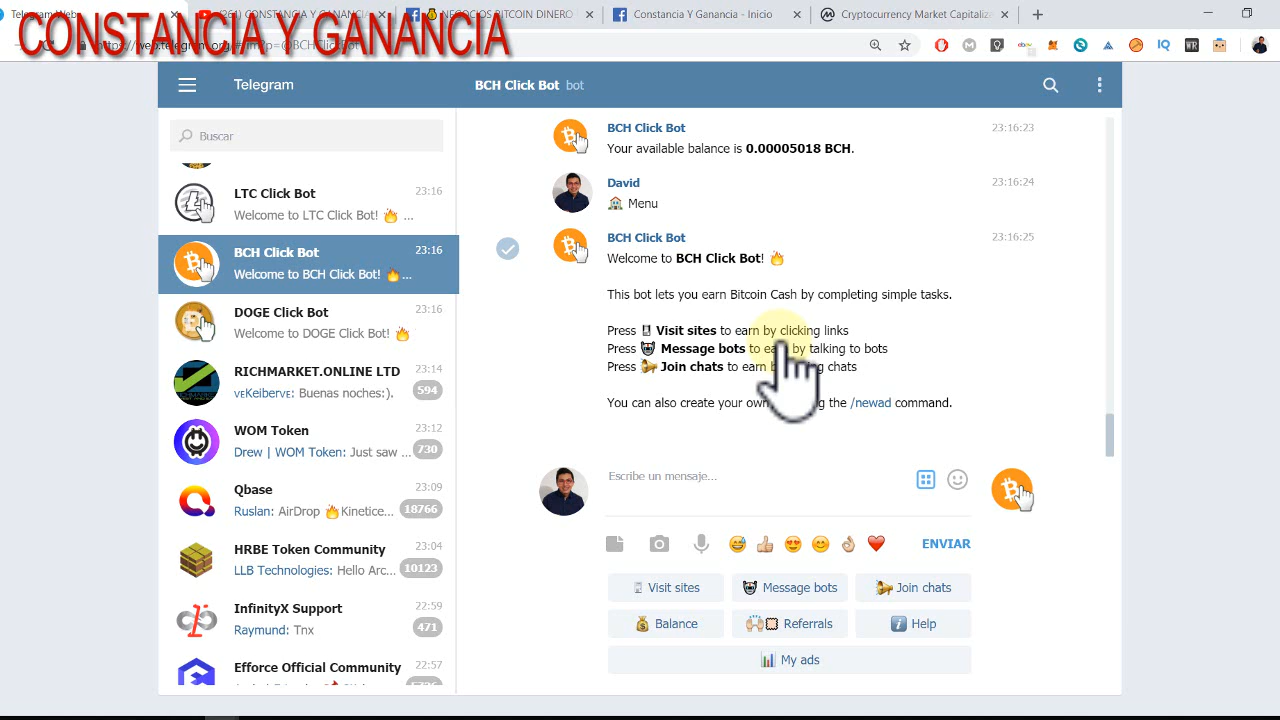 Telegram Web
(261) CONSTANCIA Y GANANCIA
NEGOCIOS BITCOIN DINERO
Constancia Y Ganancia - Inicio
Cryptocurrency Market Capitaliz
CONSTANCIA Y GANANCIA
IQ
WR
Telegram
BCH Click Bot bot
Buscar
LTC Click Bot 23:16
Welcome to LTC Click Bot! 🔥 ...
BCH Click Bot 23:16
Welcome to BCH Click Bot! 🔥...
DOGE Click Bot 23:16
Welcome to DOGE Click Bot! 🔥
RICHMARKET.ONLINE LTD 23:14
vᴇKeiberᴠᴇ: Buenas noches:). 594
WOM Token 23:12
Drew | WOM Token: Just saw ... 730
Qbase 23:09
Ruslan: AirDrop 🔥Kinetice... 18766
HRBE Token Community 23:04
LLB Technologies: Hello Arc... 10123
InfinityX Support 22:59
Raymund: Tnx 471
Efforce Official Community 22:57
BCH Click Bot 23:16:23
Your available balance is 0.00005018 BCH.
David 23:16:24
🏠 Menu
BCH Click Bot 23:16:25
Welcome to BCH Click Bot! 🔥
This bot lets you earn Bitcoin Cash by completing simple tasks.
Press Visit sites to earn by clicking links
Press Message bots to by talking to bots
Press Join chats to earn chats
You can also create your own the /newad command.
Escribe un mensaje...
ENVIAR
Visit sites
Message bots
Join chats
Balance
Referrals
Help
My ads